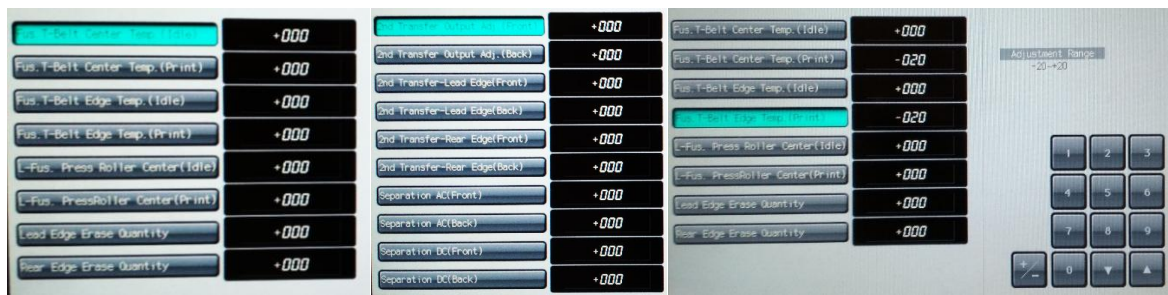 Fus.T-Belt Center Temp.(Idle) +000
Fus.T-Belt Center Temp.(Print) +000
Fus.T-Belt Edge Temp.(Idle) +000
Fus.T-Belt Edge Temp.(Print) +000
L-Fus. Press Roller Center(Idle) +000
L-Fus. PressRoller Center(Print) +000
Lead Edge Erase Quantity +000
Rear Edge Erase Quantity +000
2nd Transfer Output Adj.(Front) +000
2nd Transfer Output Adj.(Back) +000
2nd Transfer-Lead Edge(Front) +000
2nd Transfer-Lead Edge(Back) +000
2nd Transfer-Rear Edge(Front) +000
2nd Transfer-Rear Edge(Back) +000
Separation AC(Front) +000
Separation AC(Back) +000
Separation DC(Front) +000
Separation DC(Back) +000
Fus.T-Belt Center Temp.(Idle) +000
Fus.T-Belt Center Temp.(Print) -020
Fus.T-Belt Edge Temp.(Idle) +000
Fus.T-Belt Edge Temp.(Print) -020
L-Fus. Press Roller Center(Idle) +000
L-Fus. PressRoller Center(Print) +000
Lead Edge Erase Quantity +000
Rear Edge Erase Quantity +000
Adjustment Range
-20-+20
1 2 3
4 5 6
7 8 9
+/- 0 ▼ ▲